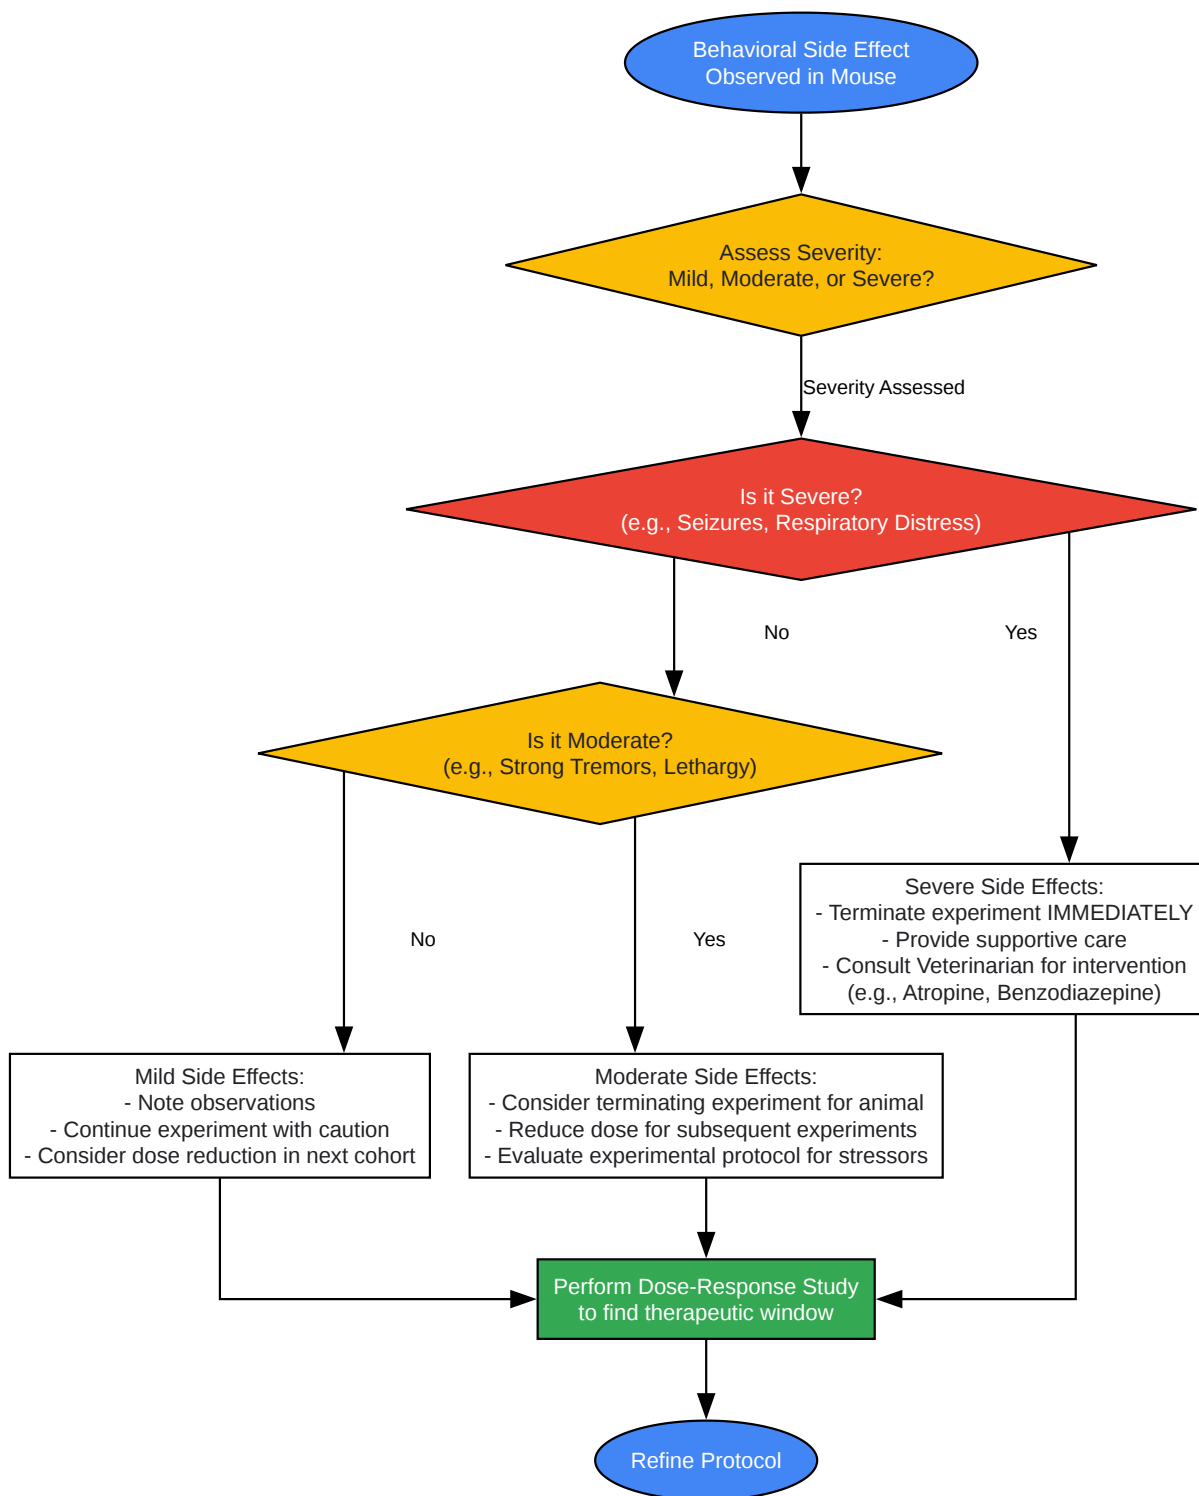 Behavioral Side Effect
Observed in Mouse
Assess Severity:
Mild, Moderate, or Severe?
Severity Assessed
Is it Severe?
(e.g., Seizures, Respiratory Distress)
No
Yes
Is it Moderate?
(e.g., Strong Tremors, Lethargy)
Severe Side Effects:
- Terminate experiment IMMEDIATELY
- Provide supportive care
- Consult Veterinarian for intervention
(e.g., Atropine, Benzodiazepine)
No
Yes
Mild Side Effects:
- Note observations
- Continue experiment with caution
- Consider dose reduction in next cohort
Moderate Side Effects:
- Consider terminating experiment for animal
- Reduce dose for subsequent experiments
- Evaluate experimental protocol for stressors
Perform Dose-Response Study
to find therapeutic window
Refine Protocol